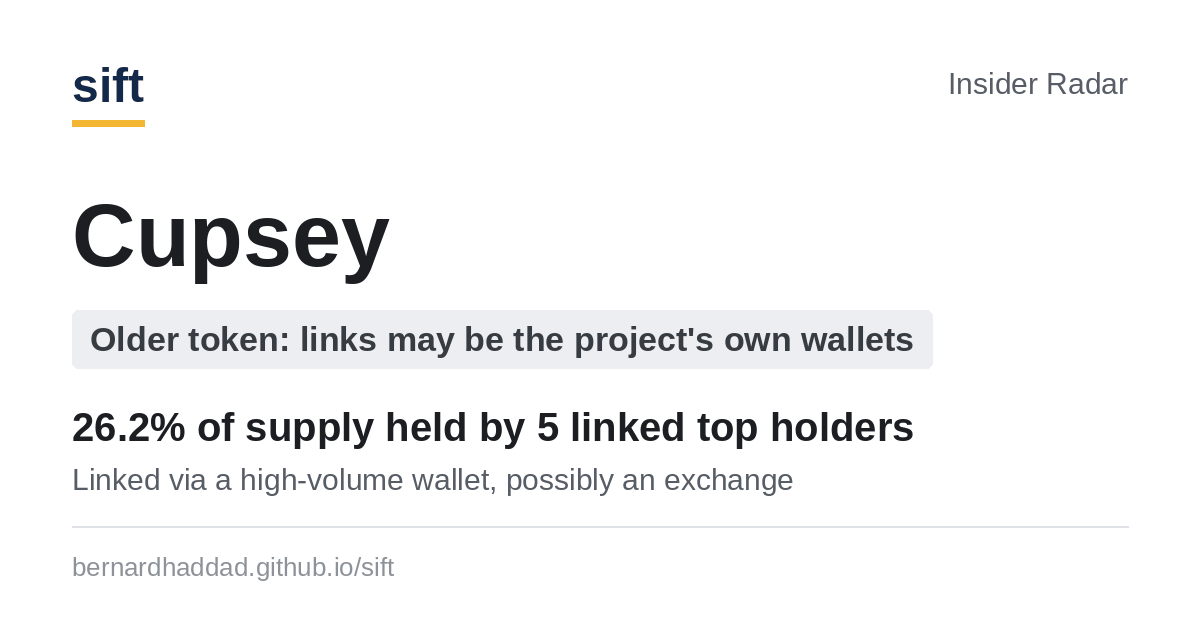 sift
Insider Radar
Cupsey
Older token: links may be the project's own wallets
26.2% of supply held by 5 linked top holders
Linked via a high-volume wallet, possibly an exchange
bernardhaddad.github.io/sift